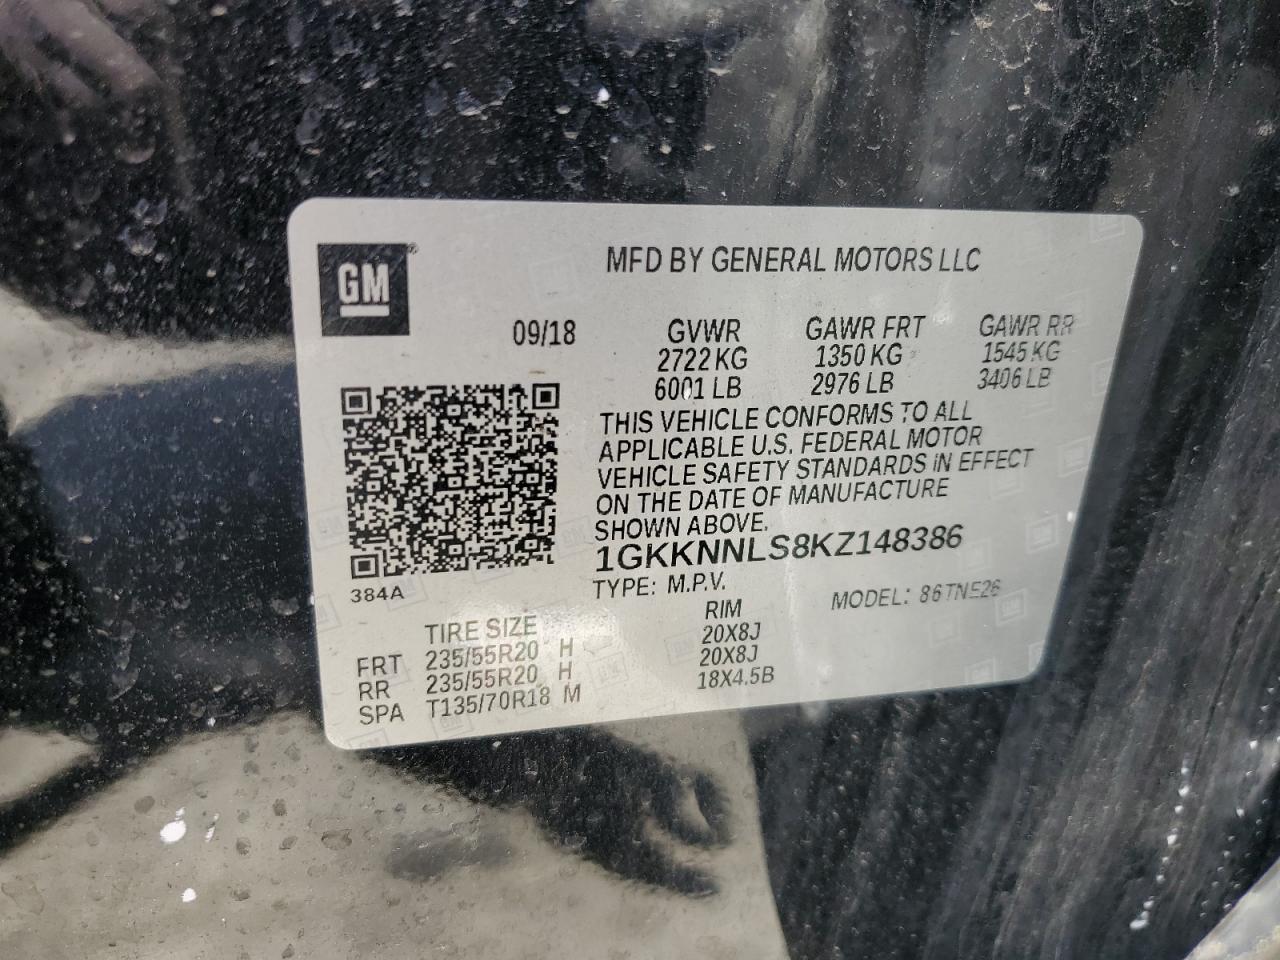 GM
MFD BY GENERAL MOTORS LLC
09/18 GVWR GAWR FRT GAWR RR
2722 KG 1350 KG 1545 KG
6001 LB 2976 LB 3406 LB
THIS VEHICLE CONFORMS TO ALL
APPLICABLE U.S. FEDERAL MOTOR
VEHICLE SAFETY STANDARDS IN EFFECT
ON THE DATE OF MANUFACTURE
SHOWN ABOVE.
1GKKNNLS8KZ148386
384A
TYPE: M.P.V. MODEL: 86TNE26
TIRE SIZE RIM
FRT 235/55R20 H 20X8J
RR 235/55R20 H 20X8J
SPA T135/70R18 M 18X4.5B